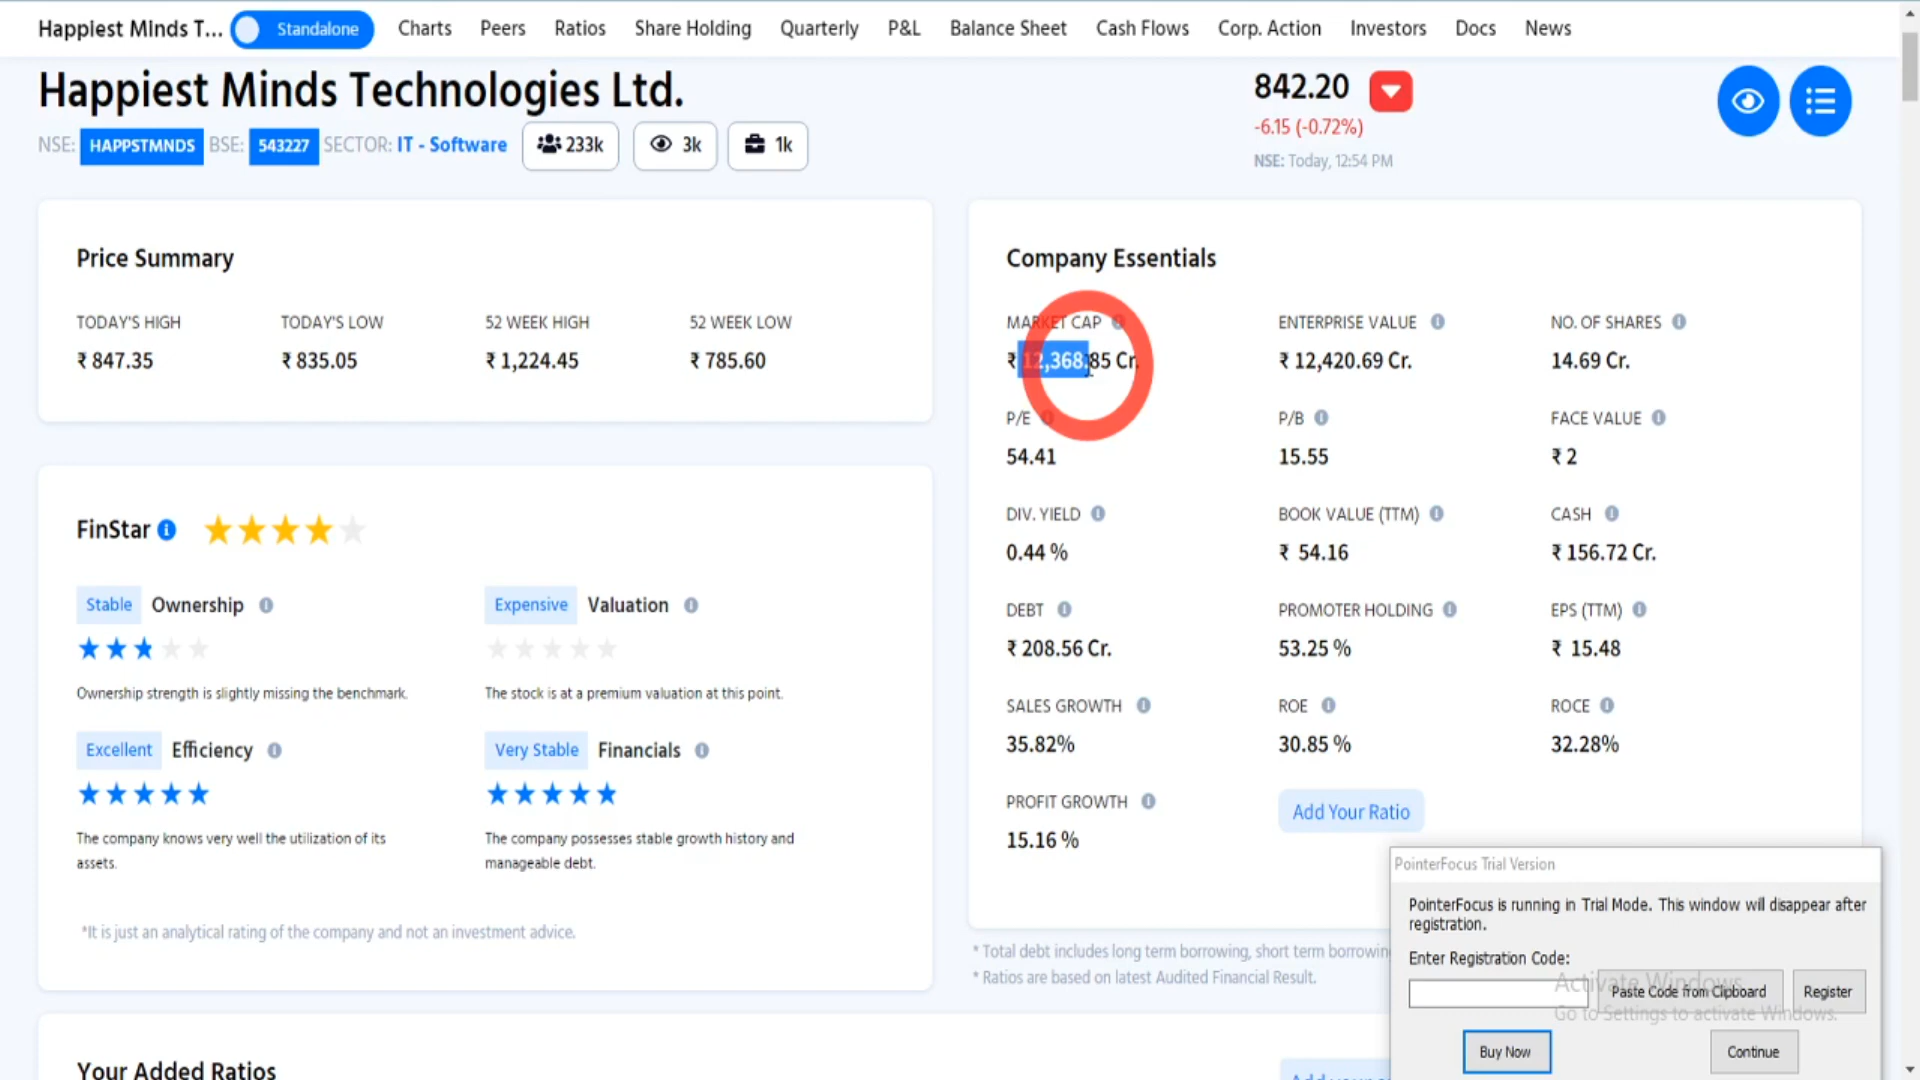 Happiest Minds T... Standalone Charts Peers Ratios Share Holding Quarterly P&L Balance Sheet Cash Flows Corp. Action Investors Docs News
Happiest Minds Technologies Ltd.
NSE: HAPPSTMNDS BSE: 543227 SECTOR: IT - Software 233k 3k 1k
842.20
-6.15 (-0.72%)
NSE: Today, 12:54 PM
Price Summary
TODAY'S HIGH TODAY'S LOW 52 WEEK HIGH 52 WEEK LOW
₹ 847.35 ₹ 835.05 ₹ 1,224.45 ₹ 785.60
FinStar
Stable Ownership
Ownership strength is slightly missing the benchmark.
Expensive Valuation
The stock is at a premium valuation at this point.
Excellent Efficiency
The company knows very well the utilization of its
assets.
Very Stable Financials
The company possesses stable growth history and
manageable debt.
*It is just an analytical rating of the company and not an investment advice.
Company Essentials
MARKET CAP ENTERPRISE VALUE NO. OF SHARES
₹ 12,368.85 Cr. ₹ 12,420.69 Cr. 14.69 Cr.
P/E P/B FACE VALUE
54.41 15.55 ₹ 2
DIV. YIELD BOOK VALUE (TTM) CASH
0.44 % ₹ 54.16 ₹ 156.72 Cr.
DEBT PROMOTER HOLDING EPS (TTM)
₹ 208.56 Cr. 53.25 % ₹ 15.48
SALES GROWTH ROE ROCE
35.82% 30.85 % 32.28%
PROFIT GROWTH
15.16 %
Add Your Ratio
* Total debt includes long term borrowing, short term borrowin
* Ratios are based on latest Audited Financial Result.
Your Added Ratios
Add your
PointerFocus Trial Version
PointerFocus is running in Trial Mode. This window will disappear after
registration.
Enter Registration Code:
Paste Code from Clipboard Register
Buy Now Continue
Activate Windows
Go to Settings to activate Windows.